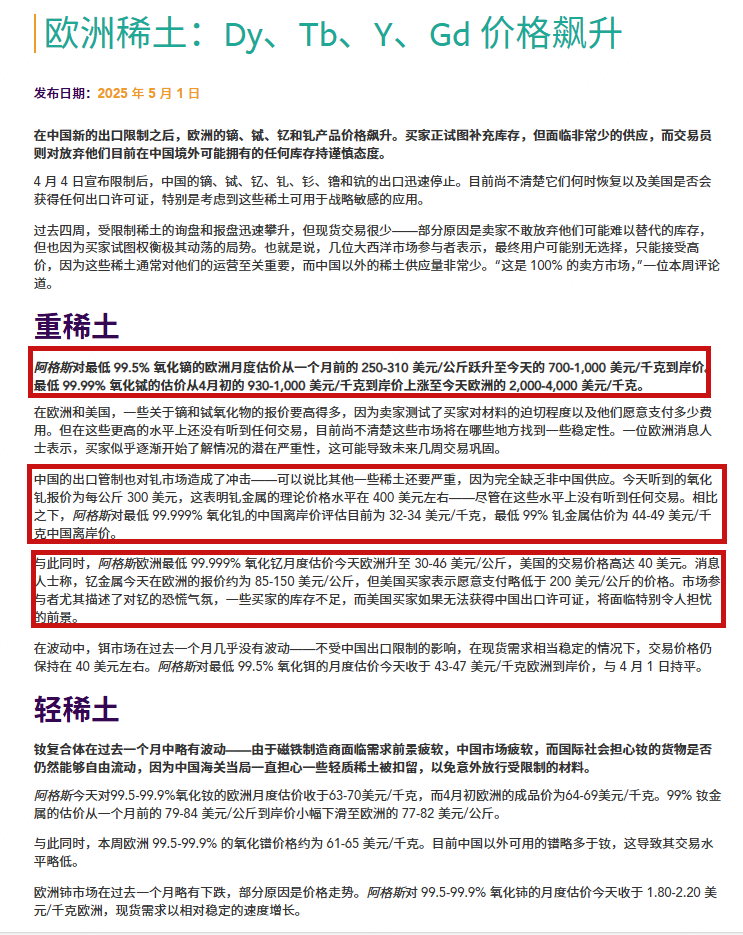 欧洲稀土：Dy、Tb、Y、Gd 价格飙升
发布日期：2025 年 5 月 1 日
在中国新的出口限制之后，欧洲的镝、铽、钇和钆产品价格飙升。买家正试图补充库存，但面临非常少的供应，而交易员
则对放弃他们目前在中国境外可能拥有的任何库存持谨慎态度。
4 月 4 日宣布限制后，中国的镝、铽、钇、钆、钐、镥和钪的出口迅速停止。目前尚不清楚它们何时恢复以及美国是否会
获得任何出口许可证，特别是考虑到这些稀土可用于战略敏感的应用。
过去四周，受限制稀土的询盘和报盘迅速攀升，但现货交易很少——部分原因是卖家不敢放弃他们可能难以替代的库存，
但也因为买家试图权衡极其动荡的局势。也就是说，几位大西洋市场参与者表示，最终用户可能别无选择，只能接受高
价，因为这些稀土通常对他们的运营至关重要，而中国以外的稀土供应量非常少。“这是 100% 的卖方市场，”一位本周评论
道。
重稀土
阿格斯对最低 99.5% 氧化镝的欧洲月度估价从一个月前的 250-310 美元/公斤跃升至今天的 700-1,000 美元/千克到岸价。
最低 99.99% 氧化铽的估价从4月初的 930-1,000 美元/千克到岸价上涨至今天欧洲的 2,000-4,000 美元/千克。
在欧洲和美国，一些关于镝和铽氧化物的报价要高得多，因为卖家测试了买家对材料的迫切程度以及他们愿意支付多少费
用。但在这些更高的水平上还没有听到任何交易，目前尚不清楚这些市场将在哪些地方找到一些稳定性。一位欧洲消息人
士表示，买家似乎逐渐开始了解情况的潜在严重性，这可能导致未来几周交易巩固。
中国的出口管制也对钆市场造成了冲击——可以说比其他一些稀土还要严重，因为完全缺乏非中国供应。今天听到的氧化
钆报价为每公斤 300 美元，这表明钆金属的理论价格水平在 400 美元左右——尽管在这些水平上没有听到任何交易。相比
之下，阿格斯对最低 99.999% 氧化钆的中国离岸价评估目前为 32-34 美元/千克，最低 99% 钆金属估价为 44-49 美元/千
克中国离岸价。
与此同时，阿格斯欧洲最低 99.999% 氧化钇月度估价今天欧洲升至 30-46 美元/公斤，美国的交易价格高达 40 美元。消息
人士称，钇金属今天在欧洲的报价约为 85-150 美元/公斤，但美国买家表示愿意支付略低于 200 美元/公斤的价格。市场参
与者尤其描述了对钇的恐慌气氛，一些买家的库存不足，而美国买家如果无法获得中国出口许可证，将面临特别令人担忧
的前景。
在波动中，铒市场在过去一个月几乎没有波动——不受中国出口限制的影响，在现货需求相当稳定的情况下，交易价格仍
保持在 40 美元左右。阿格斯对最低 99.5% 氧化铒的月度估价今天收于 43-47 美元/千克欧洲到岸价，与 4 月 1 日持平。
轻稀土
钕复合体在过去一个月中略有波动——由于磁铁制造商面临需求前景疲软，中国市场疲软，而国际社会担心钕的货物是否
仍然能够自由流动，因为中国海关当局一直担心一些轻质稀土被扣留，以免意外放行受限制的材料。
阿格斯今天对99.5-99.9%氧化钕的欧洲月度估价收于63-70美元/千克，而4月初欧洲的成品价为64-69美元/千克。99% 钕金
属的估价从一个月前的 79-84 美元/公斤到岸价小幅下滑至欧洲的 77-82 美元/公斤。
与此同时，本周欧洲 99.5-99.9% 的氧化镨价格约为 61-65 美元/千克。目前中国以外可用的镨略多于钕，这导致其交易水
平略低。
欧洲铈市场在过去一个月略有下跌，部分原因是价格走势。阿格斯对 99.5-99.9% 氧化铈的月度估价今天收于 1.80-2.20 美
元/千克欧洲，现货需求以相对稳定的速度增长。